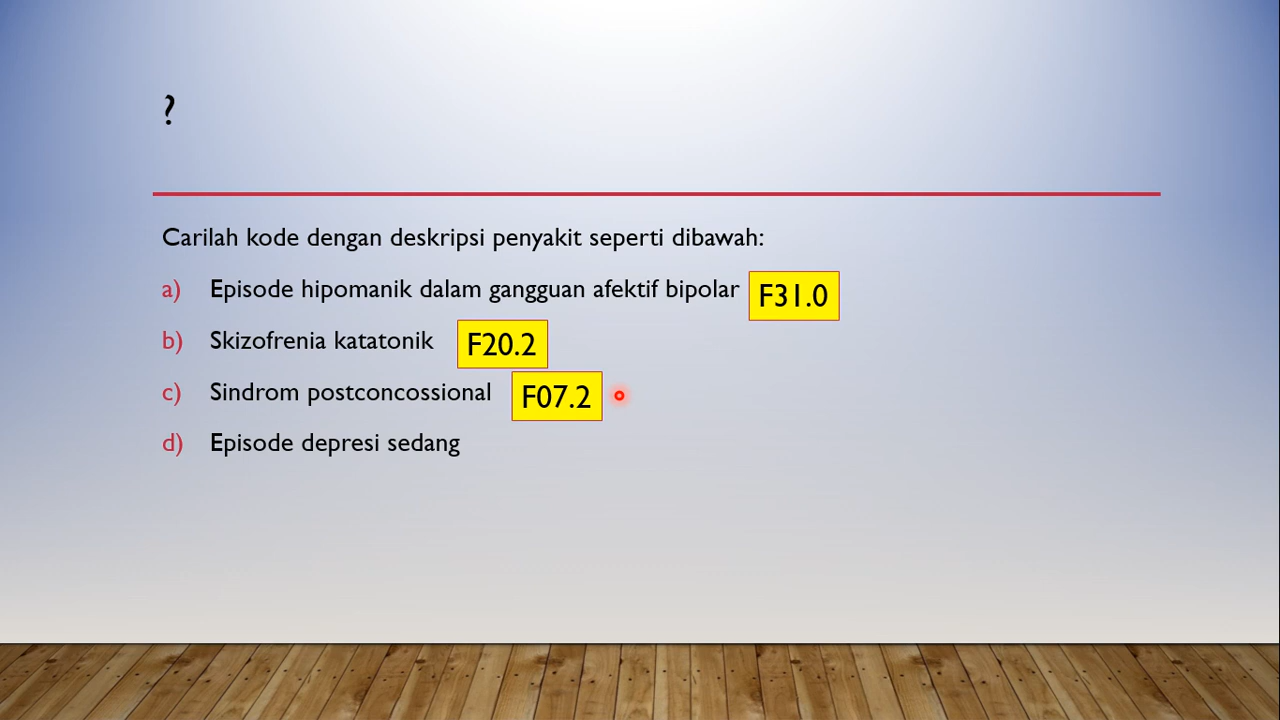 ?
Carilah kode dengan deskripsi penyakit seperti dibawah:
a) Episode hipomanik dalam gangguan afektif bipolar F31.0
b) Skizofrenia katatonik F20.2
c) Sindrom postconcossional F07.2
d) Episode depresi sedang